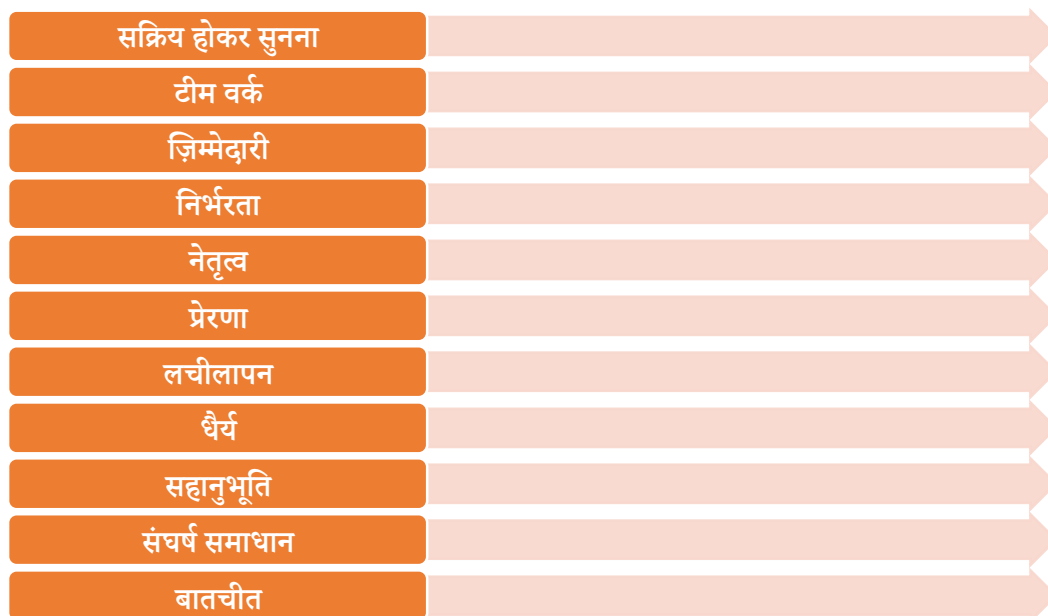 सक्रिय होकर सुनना
टीम वर्क
ज़िम्मेदारी
निर्भरता
नेतृत्व
प्रेरणा
लचीलापन
धैर्य
सहानुभूति
संघर्ष समाधान
बातचीत